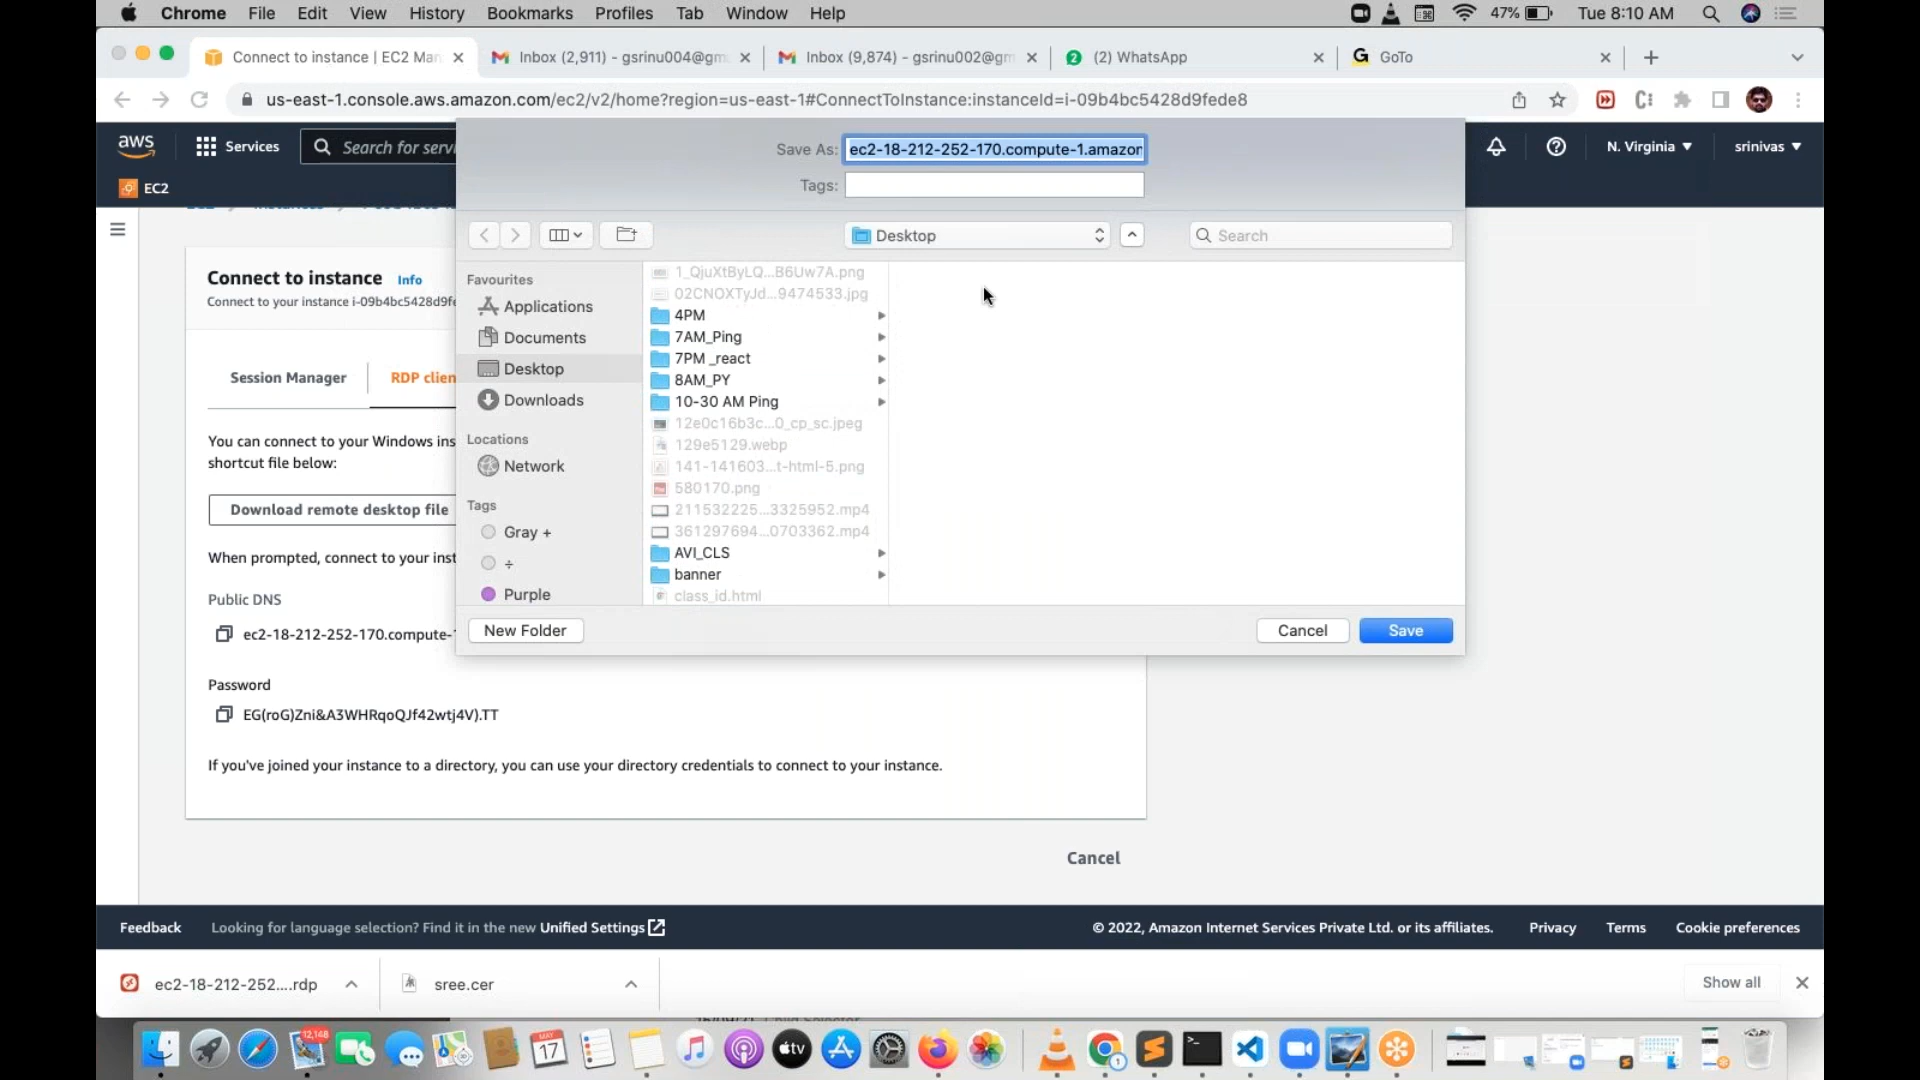 Chrome File Edit View History Bookmarks Profiles Tab Window Help 47% Tue 8:10 AM
Connect to instance | EC2 Man Inbox (2,911) - gsrinu004@gm Inbox (9,874) - gsrinu002@gm (2) WhatsApp GoTo
us-east-1.console.aws.amazon.com/ec2/v2/home?region=us-east-1#ConnectToInstance:instanceId=i-09b4bc5428d9fede8
aws Services Search for servi N. Virginia srinivas
EC2
Save As: ec2-18-212-252-170.compute-1.amazon
Tags:
Desktop Search
Favourites
Applications
Documents
Desktop
Downloads
Locations
Network
Tags
Gray +
÷
Purple
1_QjuXtByLQ...B6Uw7A.png
02CNOXTyJd...9474533.jpg
4PM
7AM_Ping
7PM _react
8AM_PY
10-30 AM Ping
12e0c16b3c...0_cp_sc.jpeg
129e5129.webp
141-141603...t-html-5.png
580170.png
211532225...3325952.mp4
361297694...0703362.mp4
AVI_CLS
banner
class_id.html
New Folder Cancel Save
Connect to instance Info
Connect to your instance i-09b4bc5428d9fe
Session Manager RDP clien
You can connect to your Windows ins
shortcut file below:
Download remote desktop file
When prompted, connect to your inst
Public DNS
ec2-18-212-252-170.compute-
Password
EG(roG)Zni&A3WHRqoQJf42wtj4V).TT
If you've joined your instance to a directory, you can use your directory credentials to connect to your instance.
Cancel
Feedback Looking for language selection? Find it in the new Unified Settings © 2022, Amazon Internet Services Private Ltd. or its affiliates. Privacy Terms Cookie preferences
ec2-18-212-252....rdp sree.cer Show all
12,148
MAY
17
tv
1